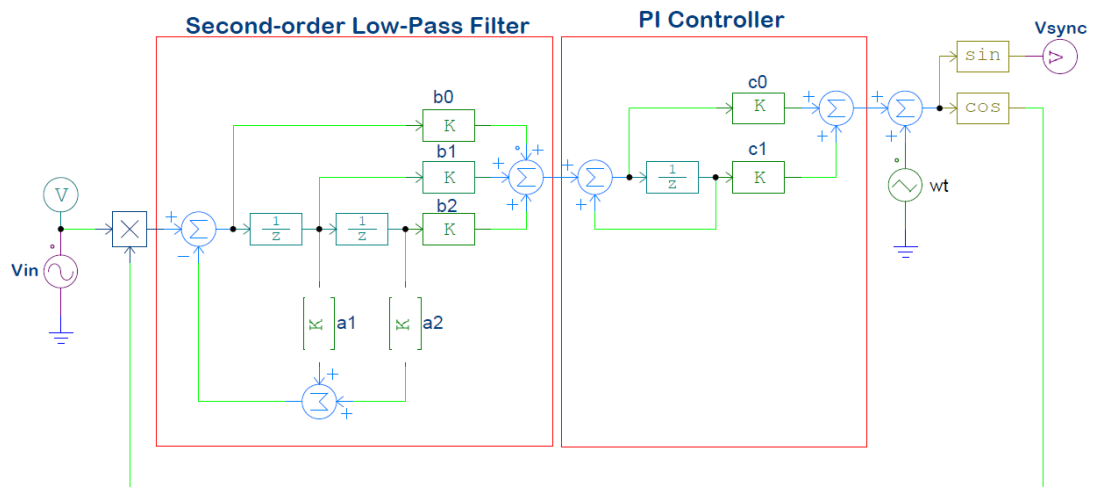 Second-order Low-Pass Filter
PI Controller
Vsync
sin
cos
b0
K
b1
K
b2
K
c0
K
c1
K
V
Vin
Σ
1
z
1
z
Σ
Σ
1
z
Σ
Σ
wt
K
a1
K
a2
Σ
V